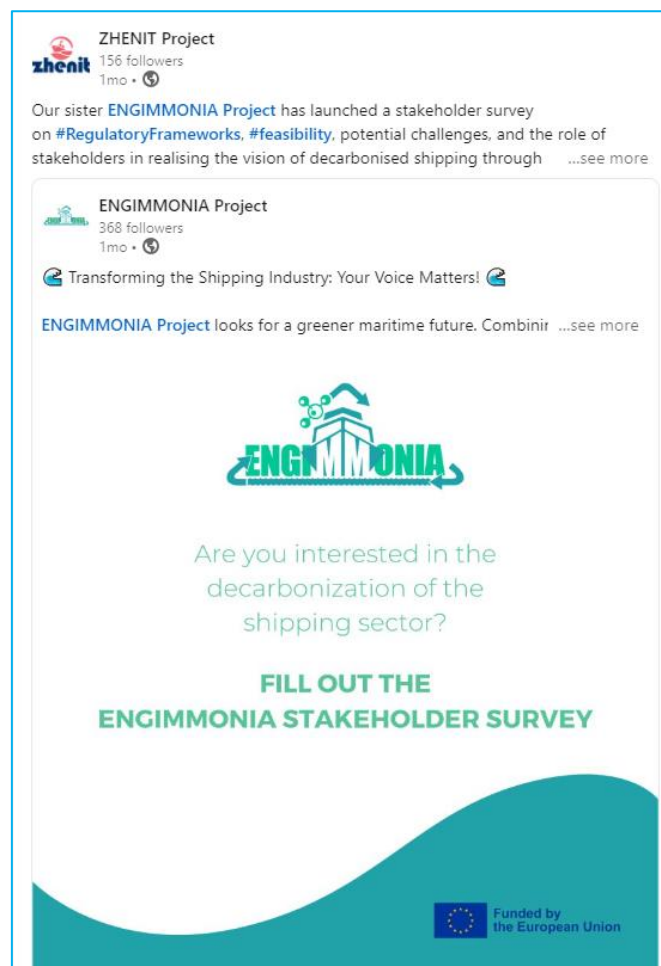 ZHENIT Project
zhenit
156 followers
1mo •
Our sister ENGIMMONIA Project has launched a stakeholder survey
on #RegulatoryFrameworks, #feasibility, potential challenges, and the role of
stakeholders in realising the vision of decarbonised shipping through ...see more
ENGIMMONIA Project
ENGIMMONIA
368 followers
1mo •
Transforming the Shipping Industry: Your Voice Matters!
ENGIMMONIA Project looks for a greener maritime future. ...see more
ENGIMMONIA
Are you interested in the
decarbonization of the
shipping sector?
FILL OUT THE
ENGIMMONIA STAKEHOLDER SURVEY
Funded by
the European Union